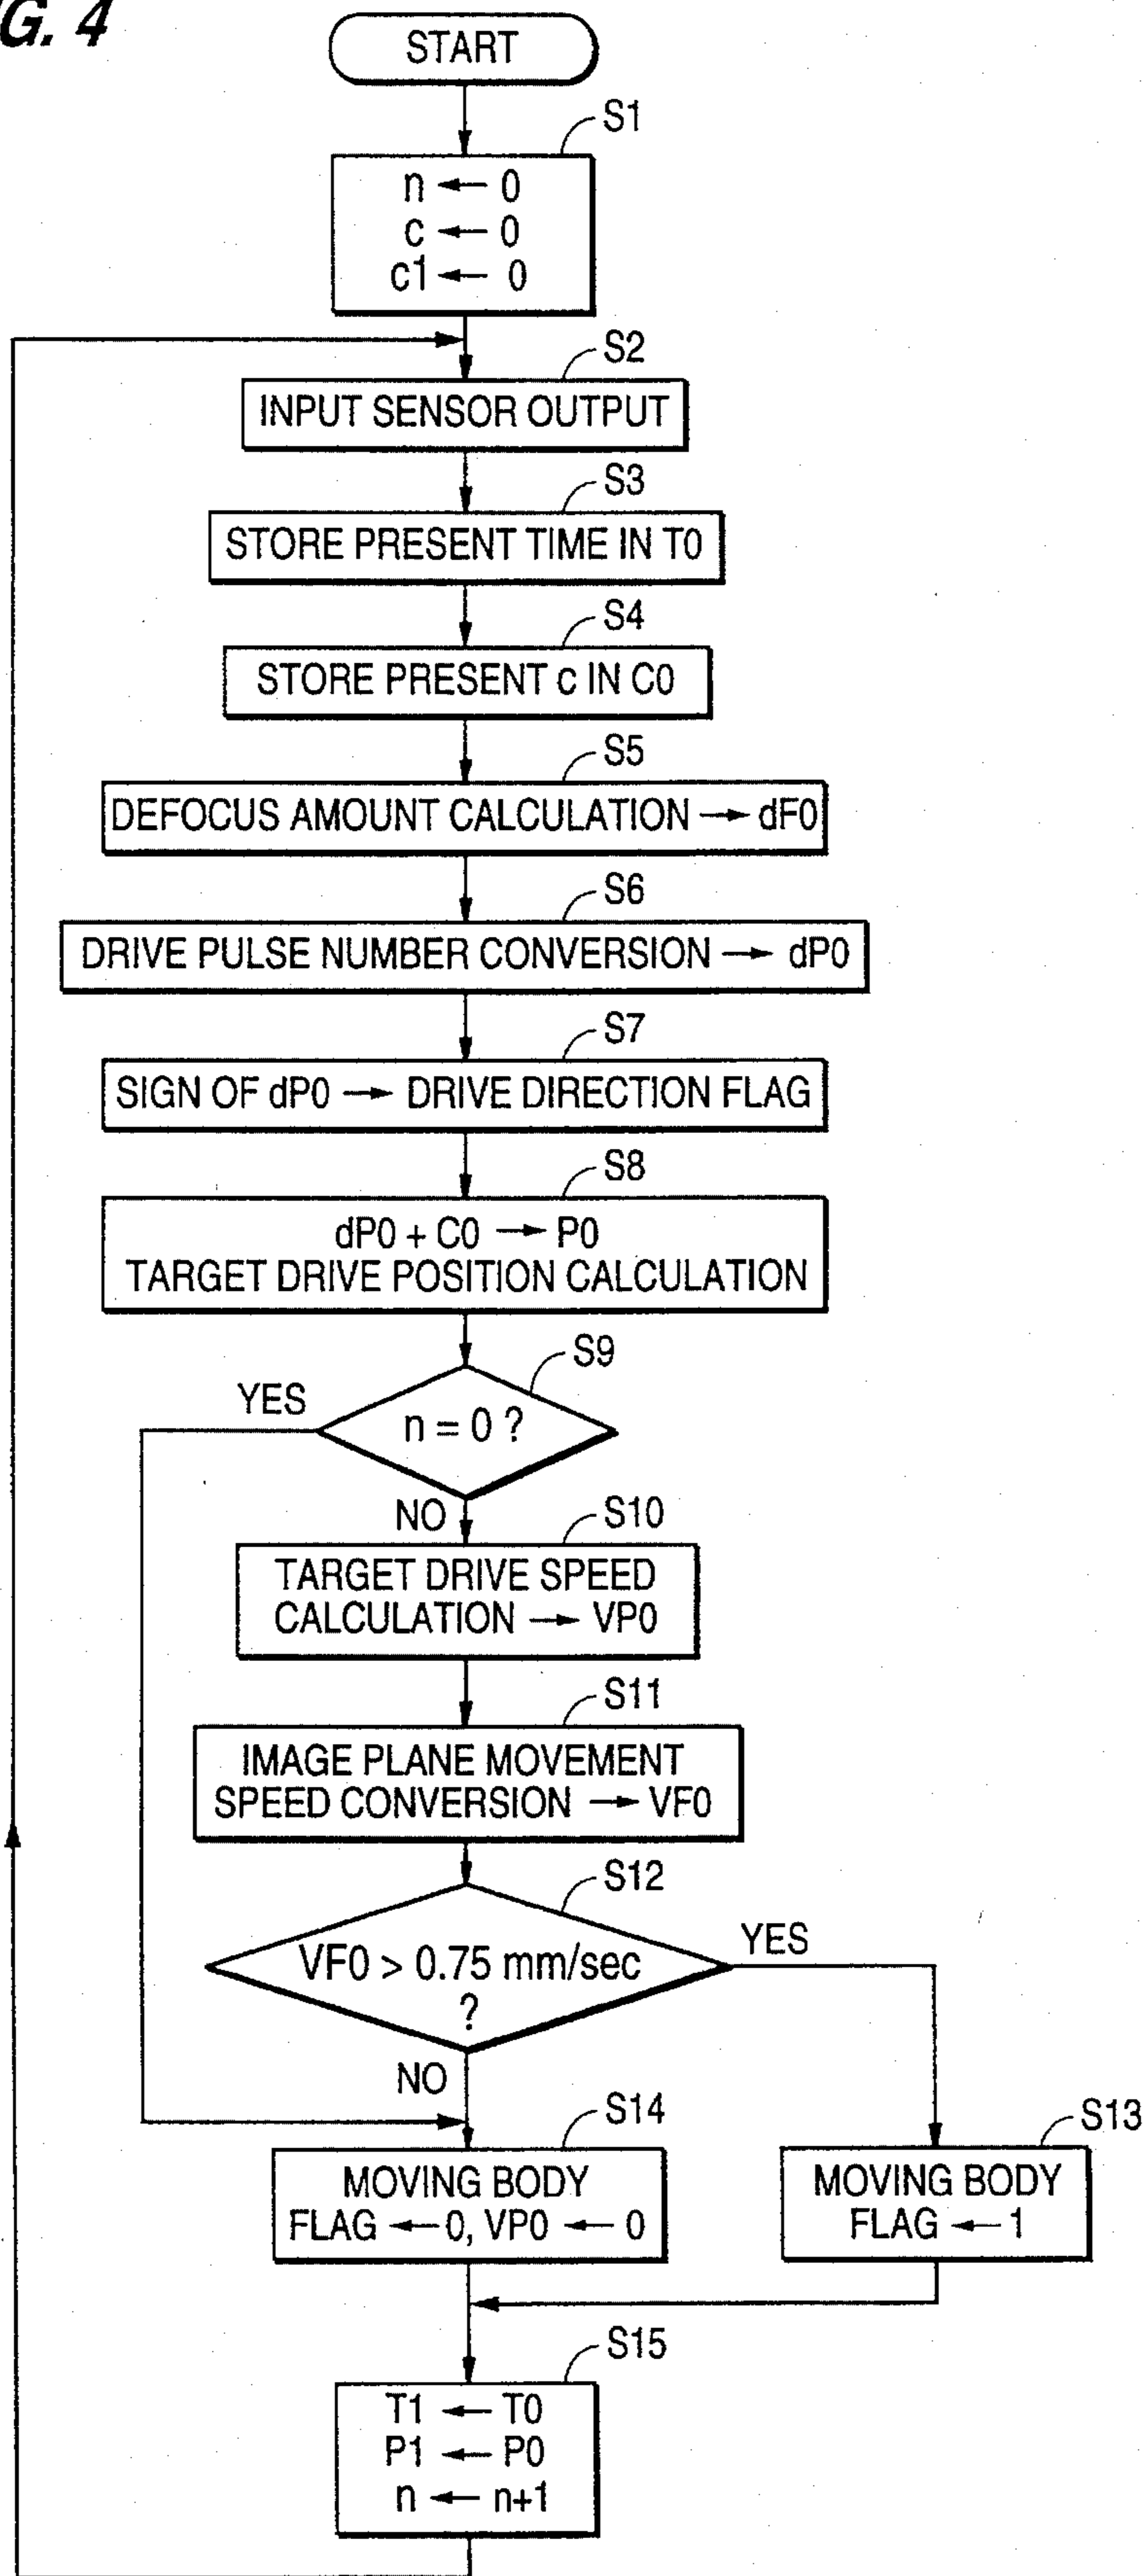 G. 4
START
S1
n ← 0
c ← 0
c1 ← 0
S2
INPUT SENSOR OUTPUT
S3
STORE PRESENT TIME IN T0
S4
STORE PRESENT c IN C0
S5
DEFOCUS AMOUNT CALCULATION → dF0
S6
DRIVE PULSE NUMBER CONVERSION → dP0
S7
SIGN OF dP0 → DRIVE DIRECTION FLAG
S8
dP0 + C0 → P0
TARGET DRIVE POSITION CALCULATION
S9
YES
n = 0 ?
NO
S10
TARGET DRIVE SPEED
CALCULATION → VP0
S11
IMAGE PLANE MOVEMENT
SPEED CONVERSION → VF0
S12
YES
VF0 > 0.75 mm/sec
?
NO
S14
MOVING BODY
FLAG ← 0, VP0 ← 0
S13
MOVING BODY
FLAG ← 1
S15
T1 ← T0
P1 ← P0
n ← n+1